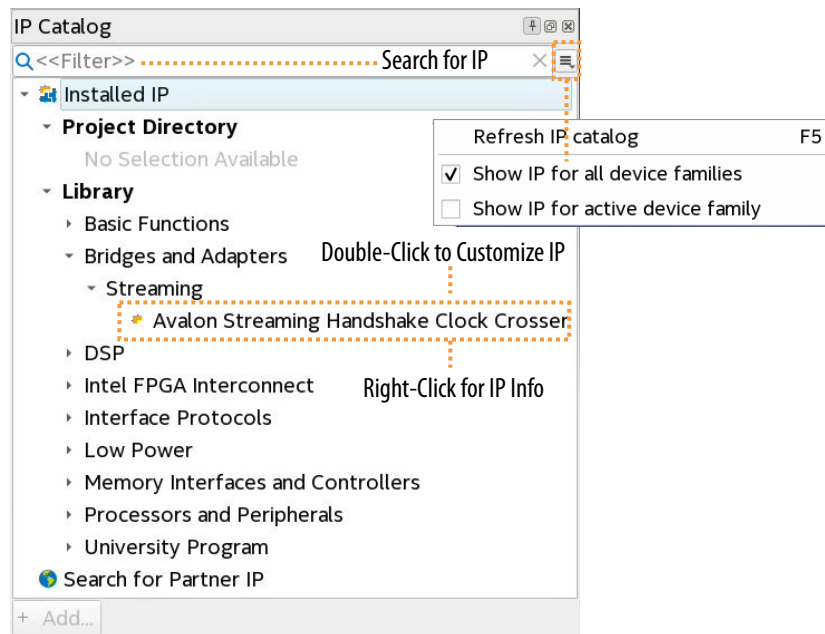 IP Catalog
<<Filter>>
Search for IP
Installed IP
Project Directory
No Selection Available
Library
Basic Functions
Bridges and Adapters
Streaming
Avalon Streaming Handshake Clock Crosser
DSP
Intel FPGA Interconnect
Interface Protocols
Low Power
Memory Interfaces and Controllers
Processors and Peripherals
University Program
Search for Partner IP
+ Add...
Refresh IP catalog F5
Show IP for all device families
Show IP for active device family
Double-Click to Customize IP
Right-Click for IP Info